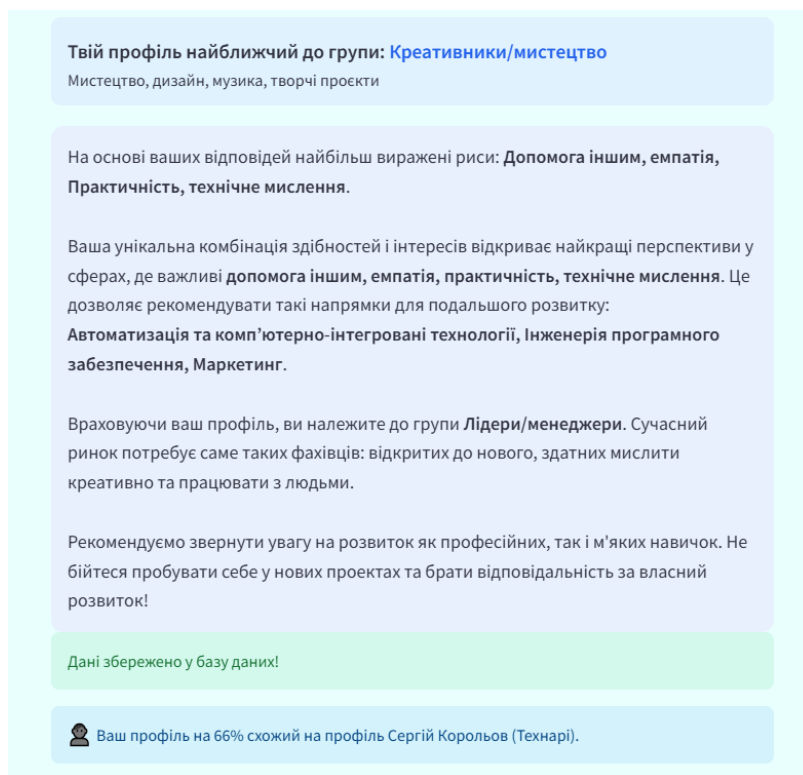 Твій профіль найближчий до групи: Креативники/мистецтво
Мистецтво, дизайн, музика, творчі проєкти
На основі ваших відповідей найбільш виражені риси: Допомога іншим, емпатія,
Практичність, технічне мислення.
Ваша унікальна комбінація здібностей і інтересів відкриває найкращі перспективи у
сферах, де важливі допомога іншим, емпатія, практичність, технічне мислення. Це
дозволяє рекомендувати такі напрямки для подальшого розвитку:
Автоматизація та комп’ютерно-інтегровані технології, Інженерія програмного
забезпечення, Маркетинг.
Враховуючи ваш профіль, ви належите до групи Лідери/менеджери. Сучасний
ринок потребує саме таких фахівців: відкритих до нового, здатних мислити
креативно та працювати з людьми.
Рекомендуємо звернути увагу на розвиток як професійних, так і м'яких навичок. Не
бійтеся пробувати себе у нових проектах та брати відповідальність за власний
розвиток!
Дані збережено у базу даних!
Ваш профіль на 66% схожий на профіль Сергій Корольов (Технарі).